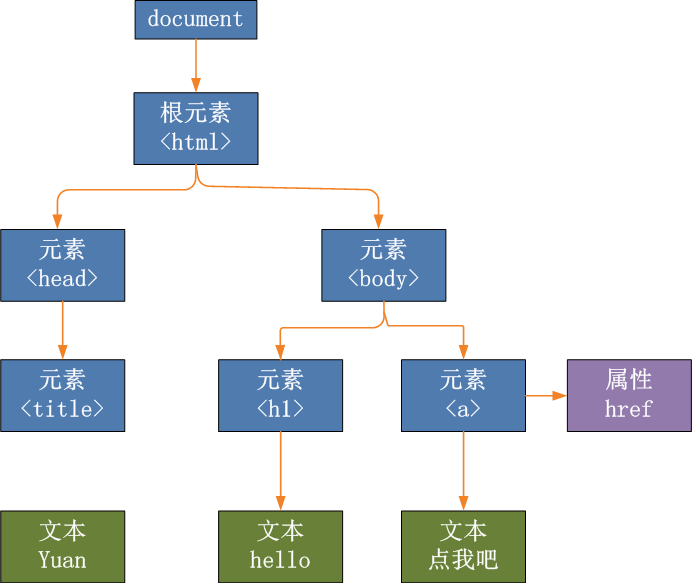 document
根元素
<html>
元素
<head>
元素
<body>
元素
<title>
元素
<h1>
元素
<a>
属性
href
文本
Yuan
文本
hello
文本
点我吧